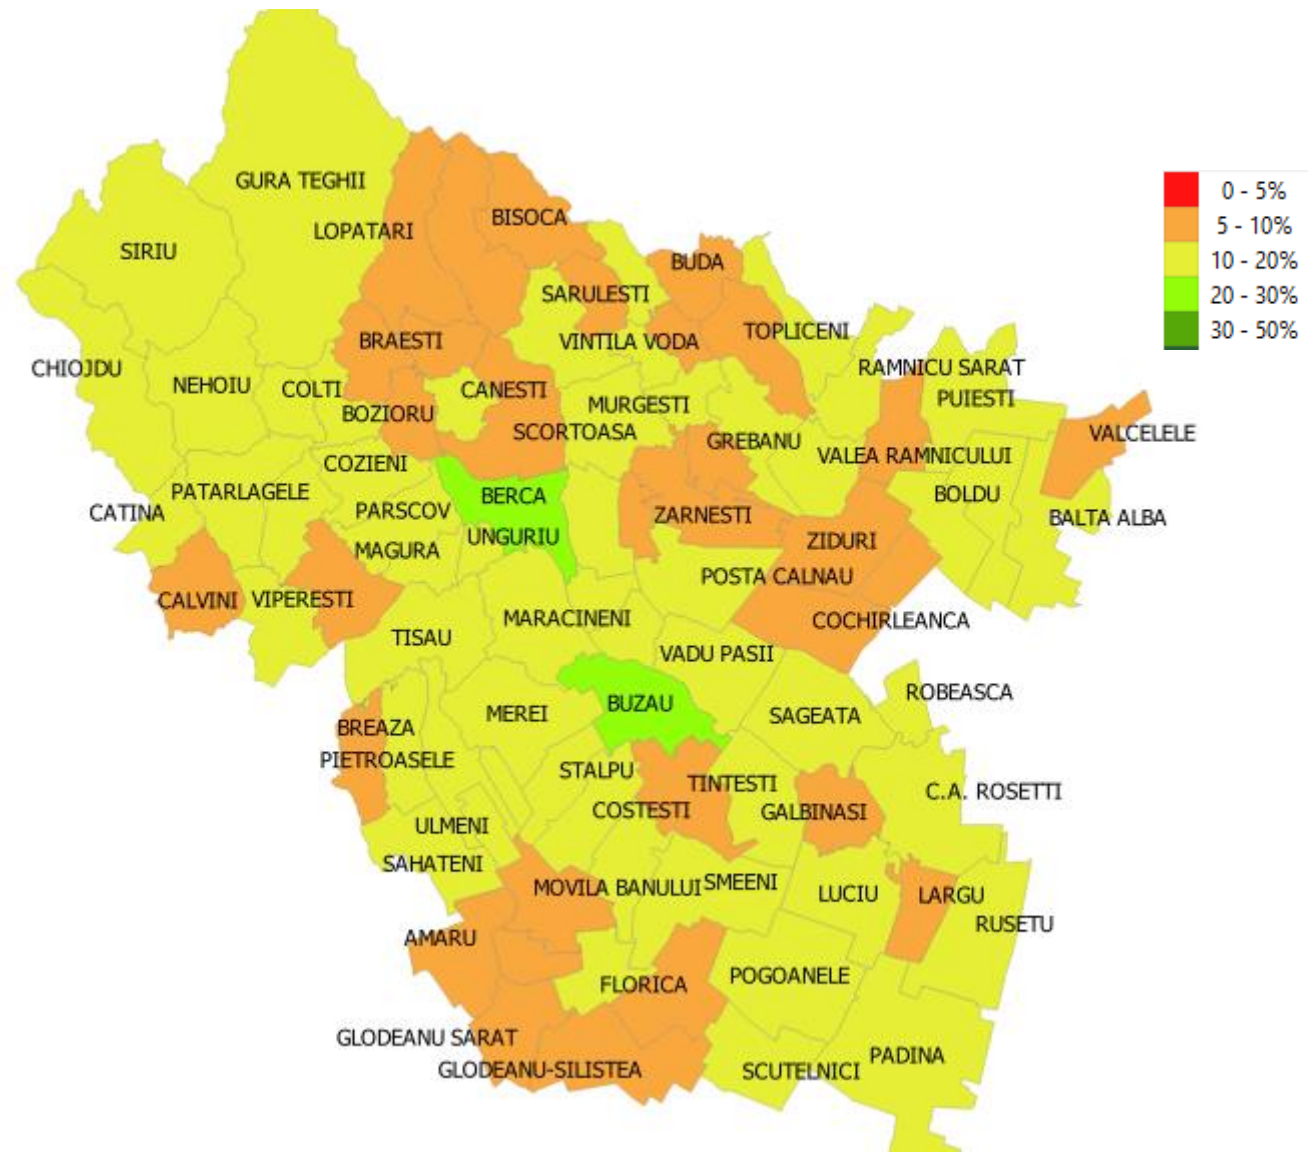 GURA TEGHII
BISOCA
LOPATARI
SIRIU
BUDA
SARULESTI
TOPLICENI
VINTILA VODA
BRAESTI
CHIOJDU
RAMNICU SARAT
NEHOIU
COLTI
CANESTI
PUIESTI
MURGESTI
BOZIORU
SCORTOASA
VALCELELE
GREBANU
VALEA RAMNICULUI
COZIENI
PATARLAGELE
BERCA
BOLDU
CATINA
PARSCOV
ZARNESTI
BALTA ALBA
UNGURIU
ZIDURI
MAGURA
POSTA CALNAU
CALVINI
VIPERESTI
MARACINENI
COCHIRLEANCA
TISAU
VADU PASII
ROBEASCA
BUZAU
MEREI
SAGEATA
BREAZA
PIETROASELE
STALPU
TINTESTI
C.A. ROSETTI
COSTESTI
GALBINASI
ULMENI
SAHATENI
SMEENI
MOVILA BANULUI
LUCIU
LARGU
RUSETU
AMARU
POGOANELE
FLORICA
GLODEANU SARAT
PADINA
GLODEANU-SILISTEA
SCUTELNICI
0 - 5%
5 - 10%
10 - 20%
20 - 30%
30 - 50%